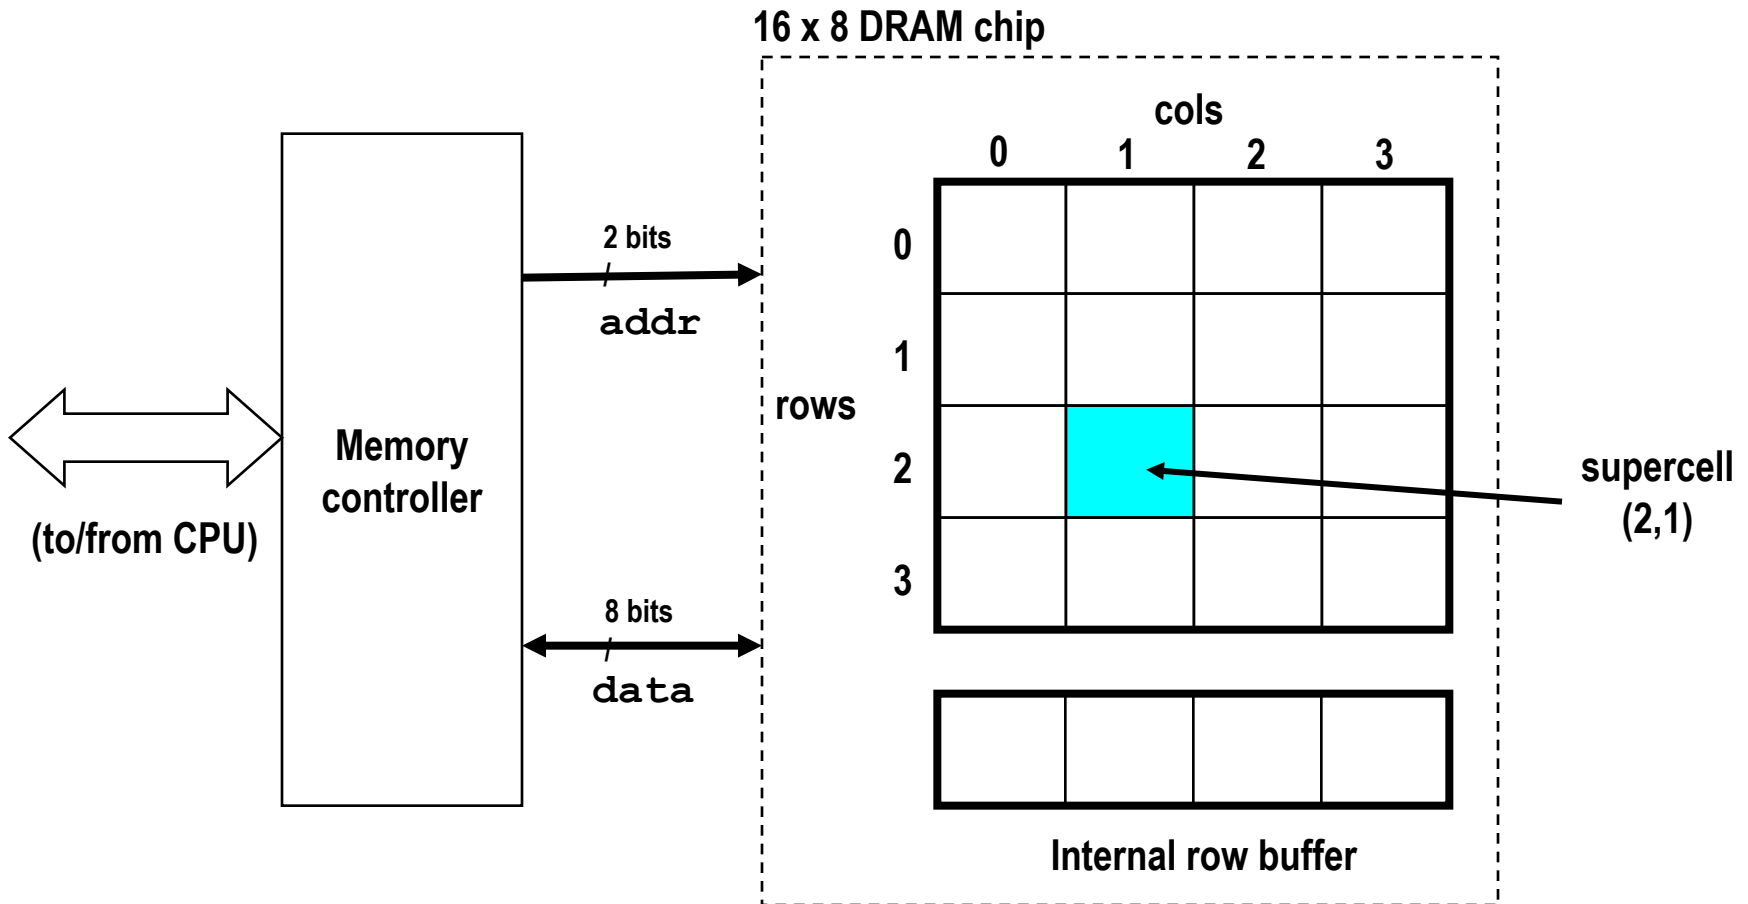 16 x 8 DRAM chip
cols
0 1 2 3
2 bits
addr
0
1
rows
2
3
Memory
controller
(to/from CPU)
supercell
(2,1)
8 bits
data
Internal row buffer